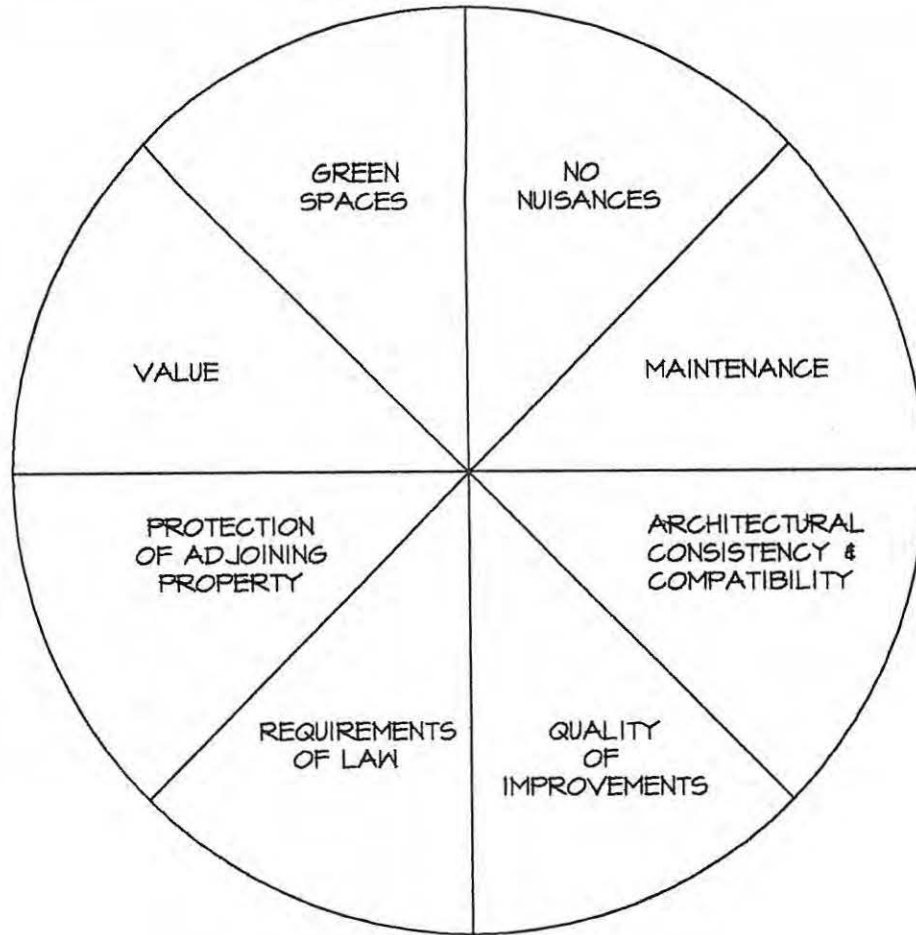 GREEN
SPACES
NO
NUISANCES
VALUE
MAINTENANCE
PROTECTION
OF ADJOINING
PROPERTY
ARCHITECTURAL
CONSISTENCY &
COMPATIBILITY
REQUIREMENTS
OF LAW
QUALITY
OF
IMPROVEMENTS